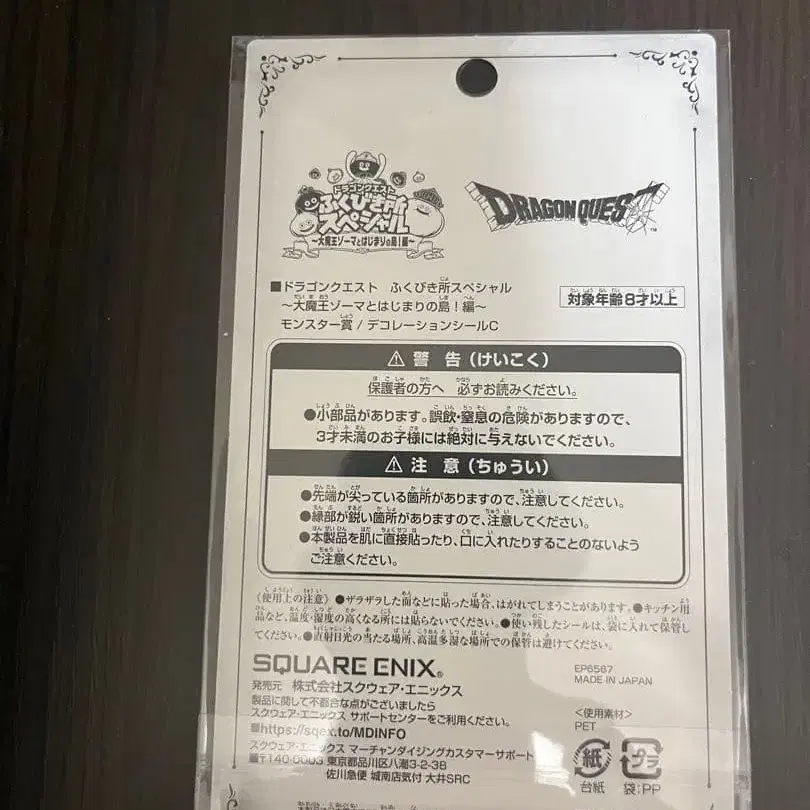 ドラゴンクエスト
ふくびき所
スペシャル
～大魔王ゾーマとはじまりの島！編～
DRAGON QUEST™
■ドラゴンクエスト ふくびき所スペシャル
～大魔王ゾーマとはじまりの島！編～
モンスター賞 / デコレーションシールC
対象年齢8才以上
⚠ 警告（けいこく）
保護者の方へ 必ずお読みください。
●小部品があります。誤飲・窒息の危険がありますので、
3才未満のお子様には絶対に与えないでください。
⚠ 注意（ちゅうい）
●先端が尖っている箇所がありますので、注意してください。
●縁部が鋭い箇所がありますので、注意してください。
●本製品を肌に直接貼ったり、口に入れたりすることのないよう
ご注意ください。
《使用上の注意》●ザラザラした面などに貼った場合、はがれてしまうことがあります。●キッチン用
品など、温度・湿度の高くなる所には貼らないでください。●使い残したシールは、袋に入れて保管し
てください。●直射日光の当たる場所、高温多湿な場所での保管は避けてください。
SQUARE ENIX®
発売元 株式会社スクウェア・エニックス
製品に関して不都合な点がございましたら
スクウェア・エニックス サポートセンターをご利用ください。
■https://sqex.to/MDINFO
スクウェア・エニックス マーチャンダイジングカスタマーサポート
■〒140-0003 東京都品川区八潮3-2-38
佐川急便 城南店気付 大井SRC
EP6567
MADE IN JAPAN
＜使用素材＞
PET
紙
台紙
プラ
袋：PP